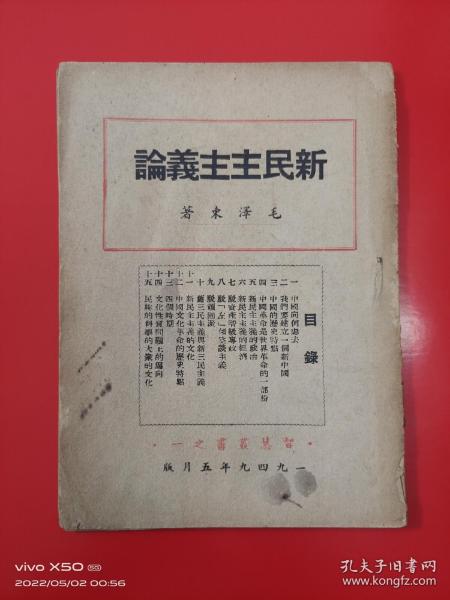 新民主主義論
毛澤東著
目錄
一 中國向何處去
二 我們要建立一個新中國
三 中國的歷史特點
四 中國革命是世界革命的一部份
五 新民主主義的政治
六 新民主主義的經濟
七 駁資產階級專政
八 駁「左」傾空談主義
九 駁頑固派
十 舊三民主義與新三民主義
十一 新民主主義的文化
十二 中國文化革命的歷史特點
十三 四個時期
十四 文化性質問題上的偏向
十五 民族的科學的大衆的文化
·智慧叢書之一·
一九四九年五月版
vivo X50 5G
2022/05/02 00:56
孔夫子旧书网
www.kongfz.com